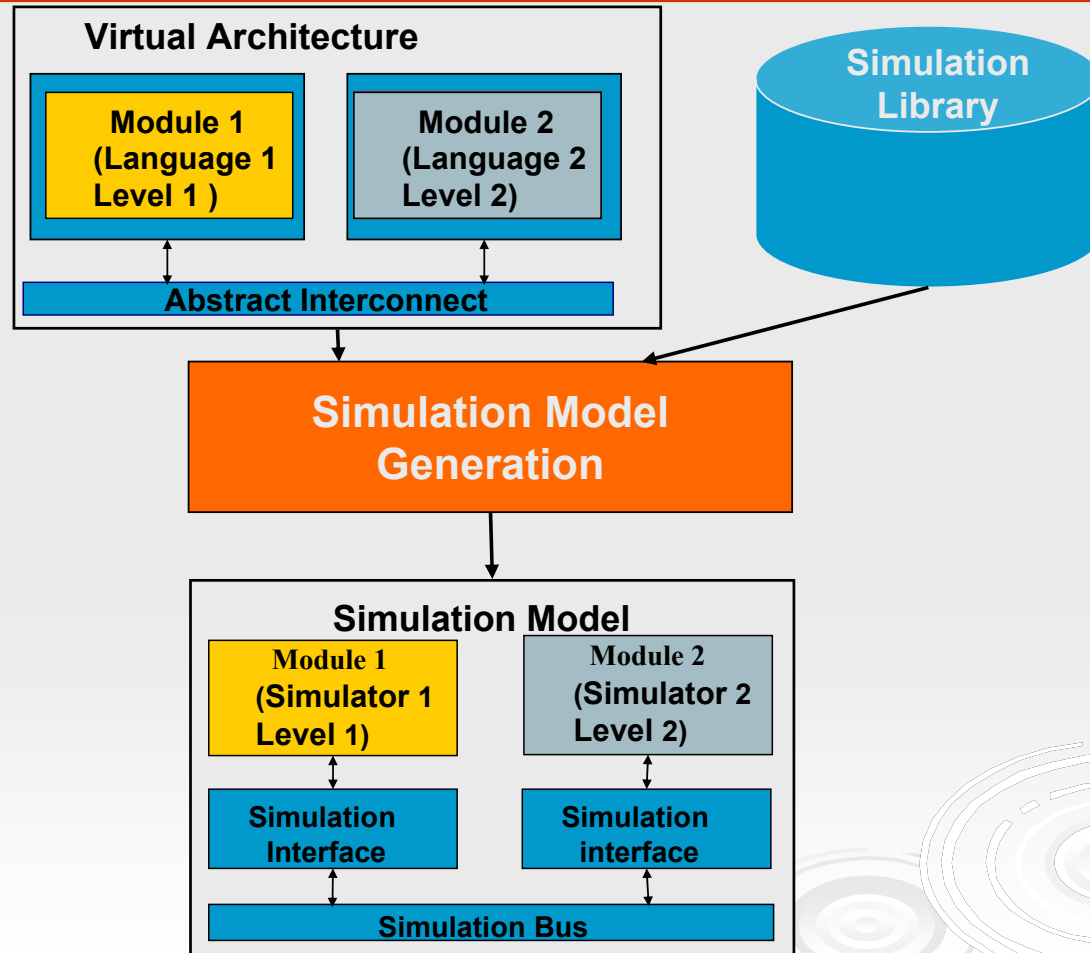 Virtual Architecture
Module 1
(Language 1
Level 1 )
Module 2
(Language 2
Level 2)
Abstract Interconnect
Simulation
Library
Simulation Model
Generation
Simulation Model
Module 1
(Simulator 1
Level 1)
Module 2
(Simulator 2
Level 2)
Simulation
Interface
Simulation
interface
Simulation Bus